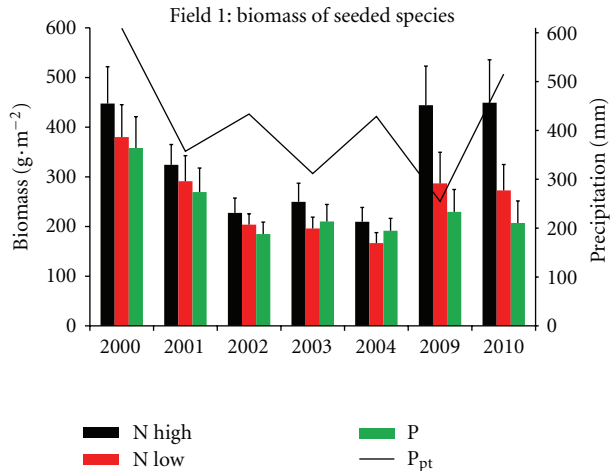 Field 1: biomass of seeded species
600
500
400
300
200
100
0
Biomass (g·m−2)
600
500
400
300
200
100
0
Precipitation (mm)
2000 2001 2002 2003 2004 2009 2010
N high
N low
P
Ppt